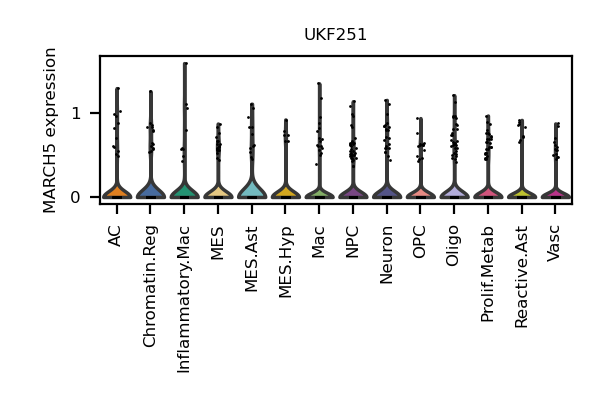 UKF251
MARCH5 expression
1
0
AC
Chromatin.Reg
Inflammatory.Mac
MES
MES.Ast
MES.Hyp
Mac
NPC
Neuron
OPC
Oligo
Prolif.Metab
Reactive.Ast
Vasc